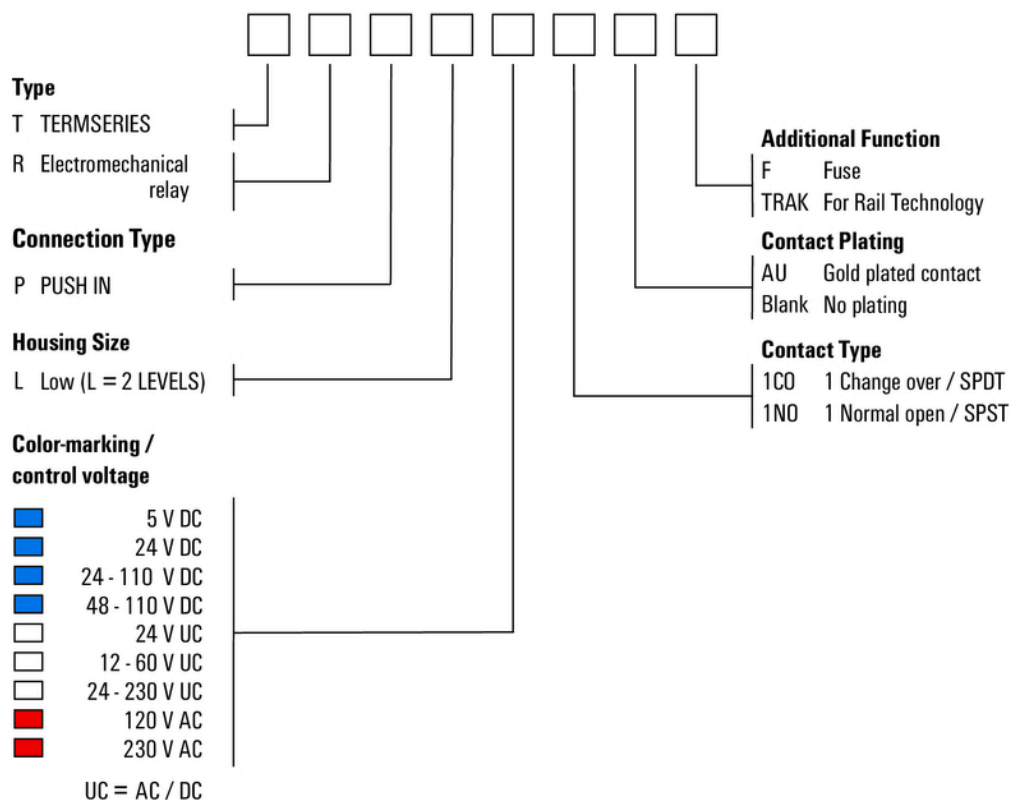 Type
T TERMSERIES
R Electromechanical
relay
Connection Type
P PUSH IN
Housing Size
L Low (L = 2 LEVELS)
Color-marking /
control voltage
5 V DC
24 V DC
24 - 110 V DC
48 - 110 V DC
24 V UC
12 - 60 V UC
24 - 230 V UC
120 V AC
230 V AC
UC = AC / DC
Additional Function
F Fuse
TRAK For Rail Technology
Contact Plating
AU Gold plated contact
Blank No plating
Contact Type
1CO 1 Change over / SPDT
1NO 1 Normal open / SPST